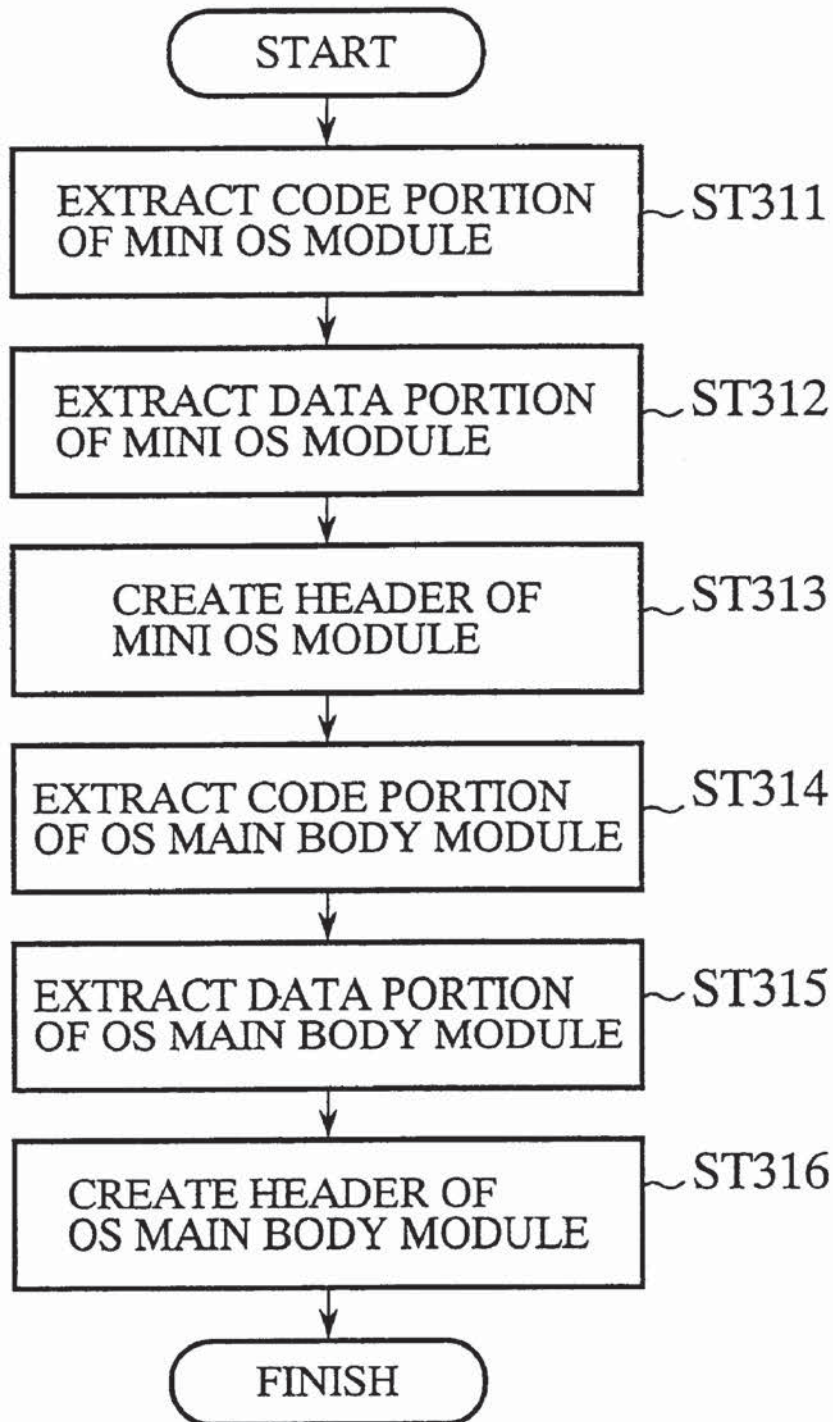 START
EXTRACT CODE PORTION
OF MINI OS MODULE
ST311
EXTRACT DATA PORTION
OF MINI OS MODULE
ST312
CREATE HEADER OF
MINI OS MODULE
ST313
EXTRACT CODE PORTION
OF OS MAIN BODY MODULE
ST314
EXTRACT DATA PORTION
OF OS MAIN BODY MODULE
ST315
CREATE HEADER OF
OS MAIN BODY MODULE
ST316
FINISH